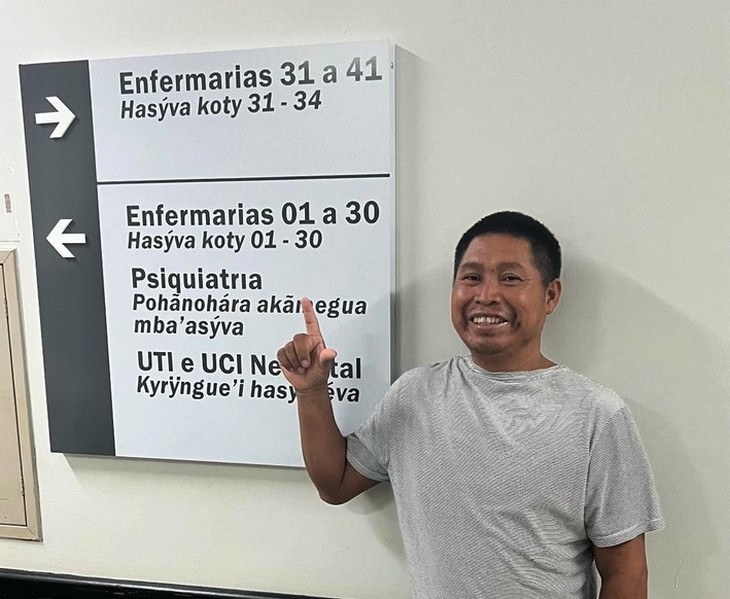 Enfermarias 31 a 41
Hasýva koty 31 - 34
Enfermarias 01 a 30
Hasýva koty 01 - 30
Psiquiatrıa
Pohãnohára
mba'asýva
UTI e UCI
Kyrỹngue'i